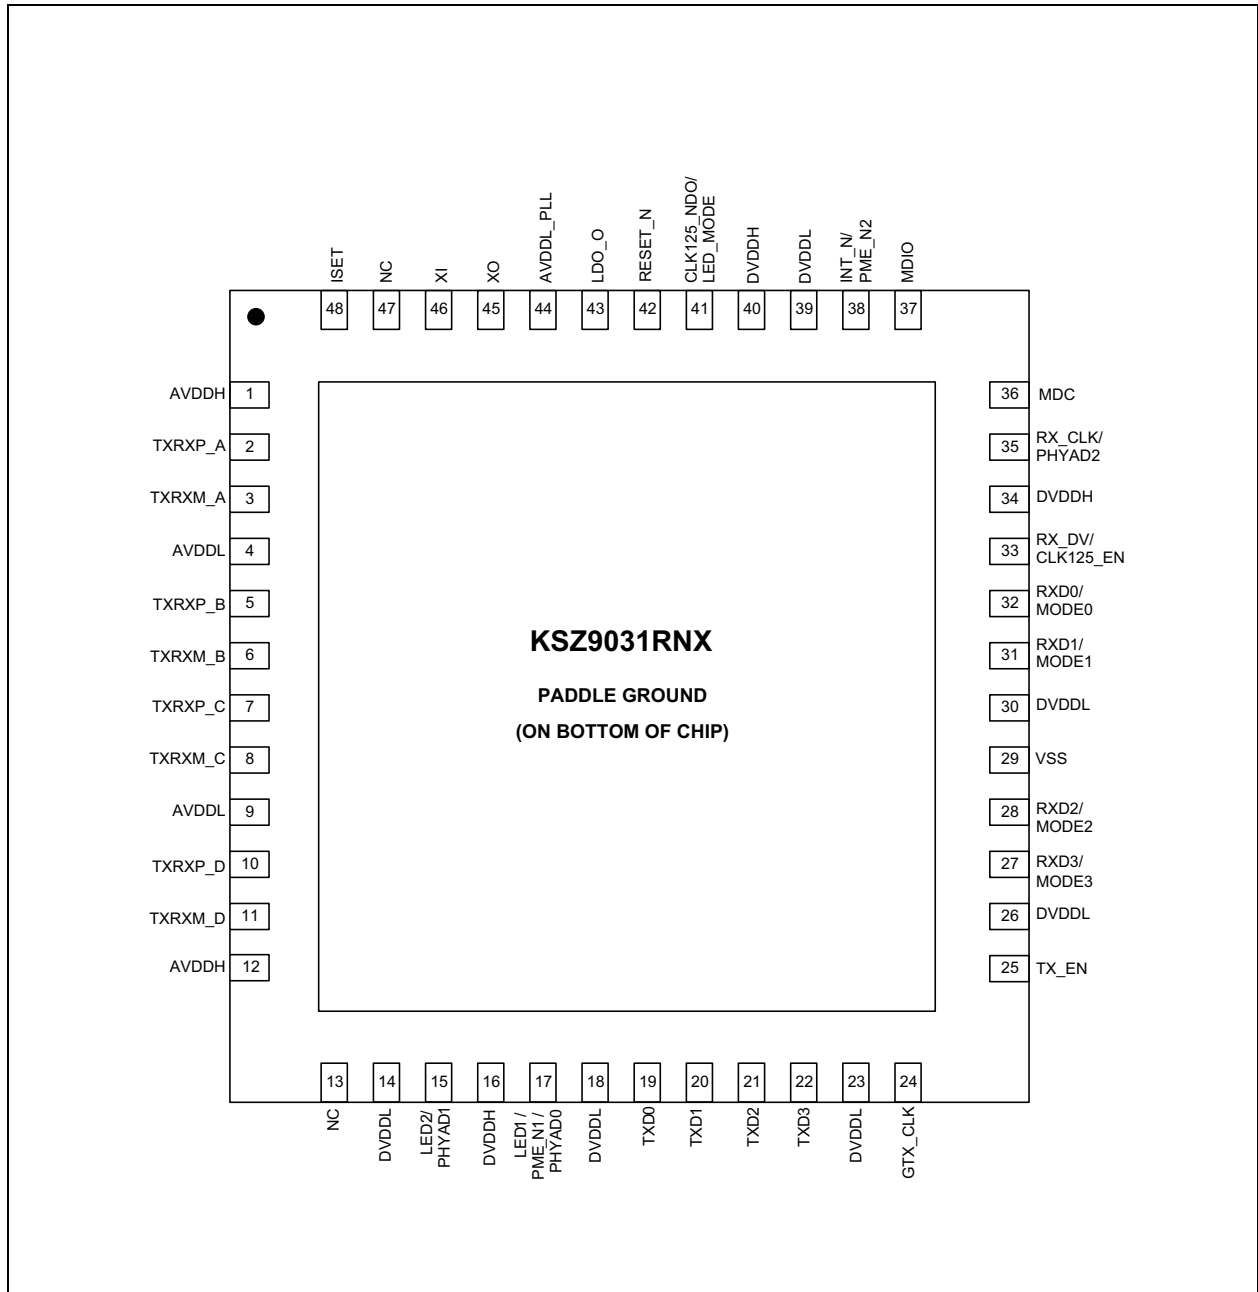 ISET
NC
XI
XO
AVDDL_PLL
LDO_O
RESET_N
CLK125_NDO/
LED_MODE
DVDDH
DVDDL
INT_N/
PME_N2
MDIO
48
47
46
45
44
43
42
41
40
39
38
37
AVDDH 1
TXRXP_A 2
TXRXM_A 3
AVDDL 4
TXRXP_B 5
TXRXM_B 6
TXRXP_C 7
TXRXM_C 8
AVDDL 9
TXRXP_D 10
TXRXM_D 11
AVDDH 12
KSZ9031RNX
PADDLE GROUND
(ON BOTTOM OF CHIP)
36 MDC
35 RX_CLK/
PHYAD2
34 DVDDH
33 RX_DV/
CLK125_EN
32 RXD0/
MODE0
31 RXD1/
MODE1
30 DVDDL
29 VSS
28 RXD2/
MODE2
27 RXD3/
MODE3
26 DVDDL
25 TX_EN
13
14
15
16
17
18
19
20
21
22
23
24
NC
DVDDL
LED2/
PHYAD1
DVDDH
LED1 /
PME_N1 /
PHYAD0
DVDDL
TXD0
TXD1
TXD2
TXD3
DVDDL
GTX_CLK